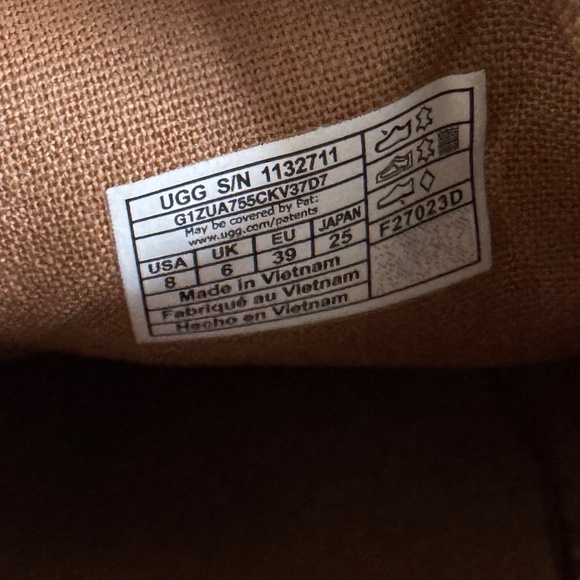 UGG S/N 1132711
G1ZUA755CKV37D7
May be covered by Pat:
www.ugg.com/patents
USA UK EU JAPAN
8 6 39 25
Made in Vietnam
Fabriqué au Vietnam
Hecho en Vietnam
F27023D